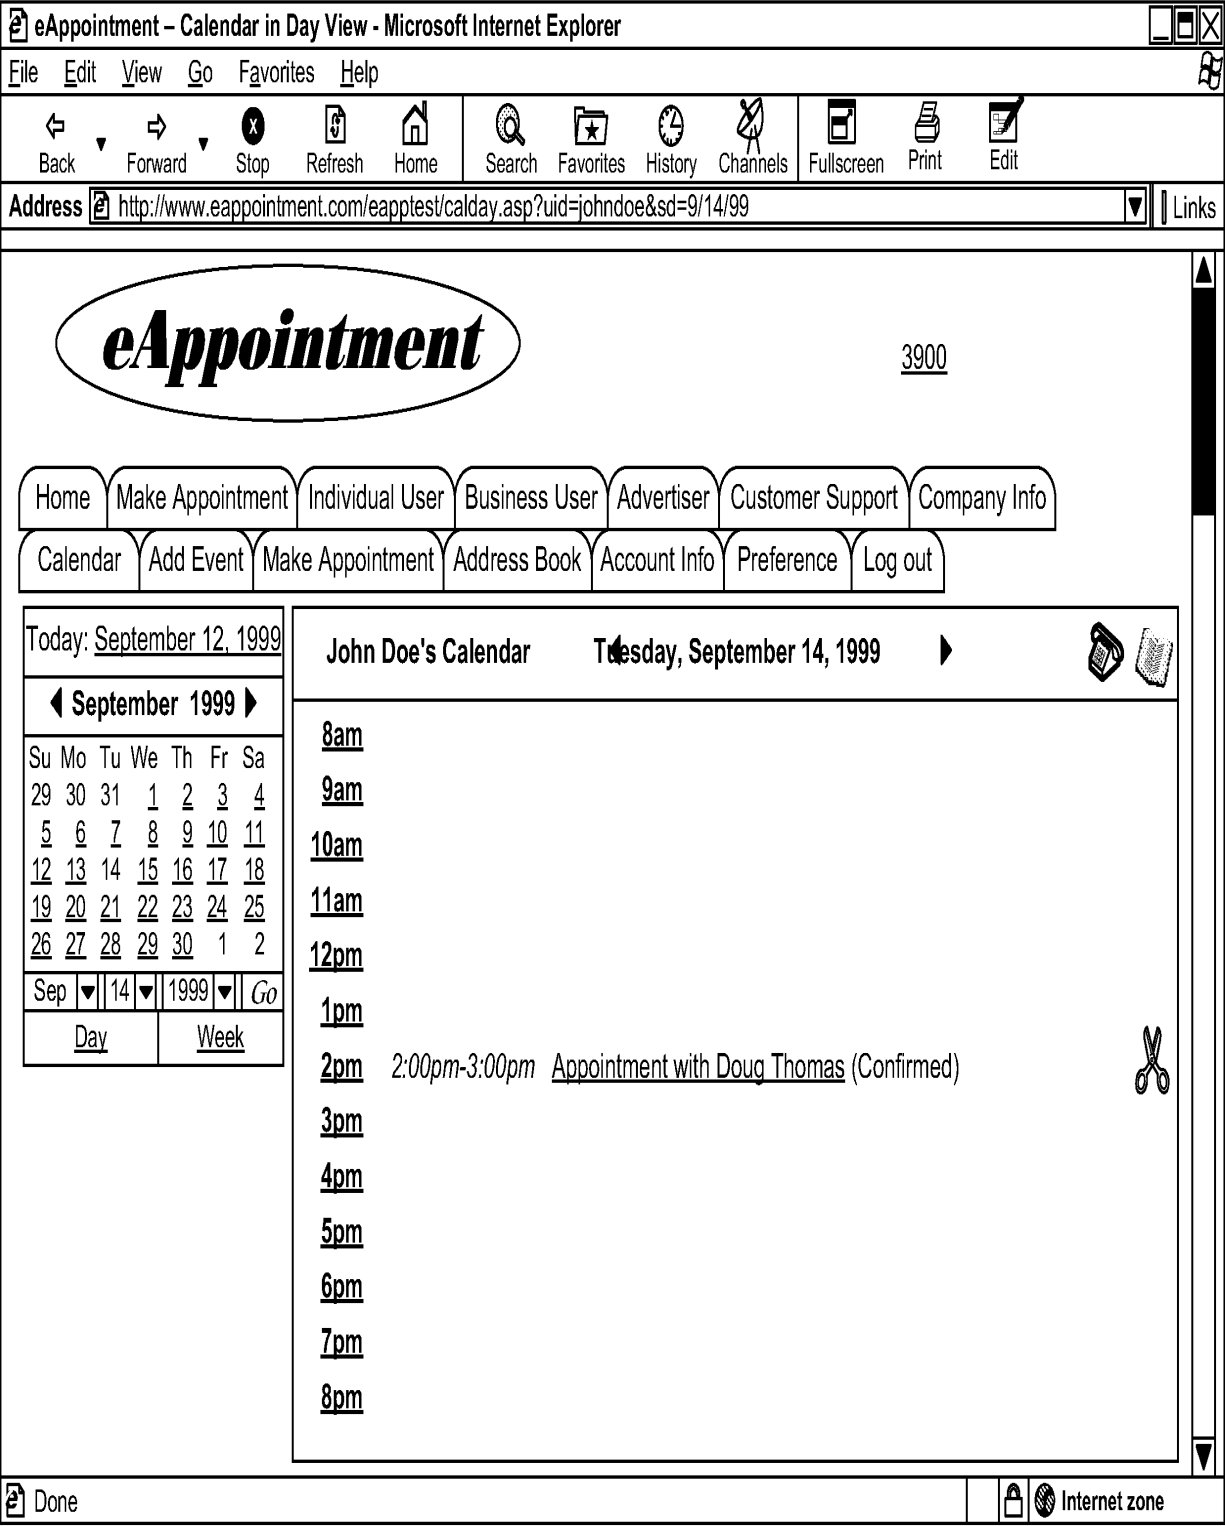 eAppointment – Calendar in Day View - Microsoft Internet Explorer
File Edit View Go Favorites Help
Back Forward Stop Refresh Home Search Favorites History Channels Fullscreen Print Edit
Address http://www.eappointment.com/eapptest/calday.asp?uid=johndoe&sd=9/14/99 Links
eAppointment
3900
Home Make Appointment Individual User Business User Advertiser Customer Support Company Info
Calendar Add Event Make Appointment Address Book Account Info Preference Log out
Today: September 12, 1999
September 1999
Su Mo Tu We Th Fr Sa
29 30 31 1 2 3 4
5 6 7 8 9 10 11
12 13 14 15 16 17 18
19 20 21 22 23 24 25
26 27 28 29 30 1 2
Sep 14 1999 Go
Day Week
John Doe's Calendar Tuesday, September 14, 1999
8am
9am
10am
11am
12pm
1pm
2pm 2:00pm-3:00pm Appointment with Doug Thomas (Confirmed)
3pm
4pm
5pm
6pm
7pm
8pm
Done Internet zone